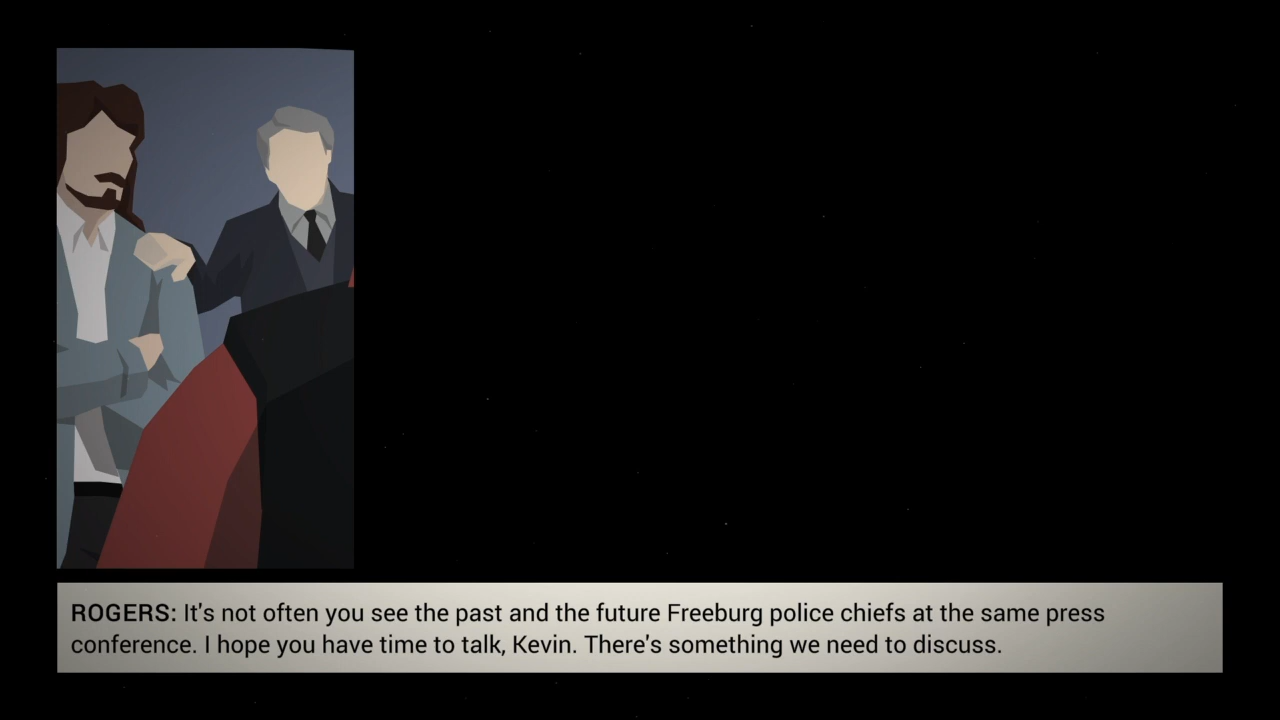 ROGERS: It's not often you see the past and the future Freeburg police chiefs at the same press
conference. I hope you have time to talk, Kevin. There's something we need to discuss.